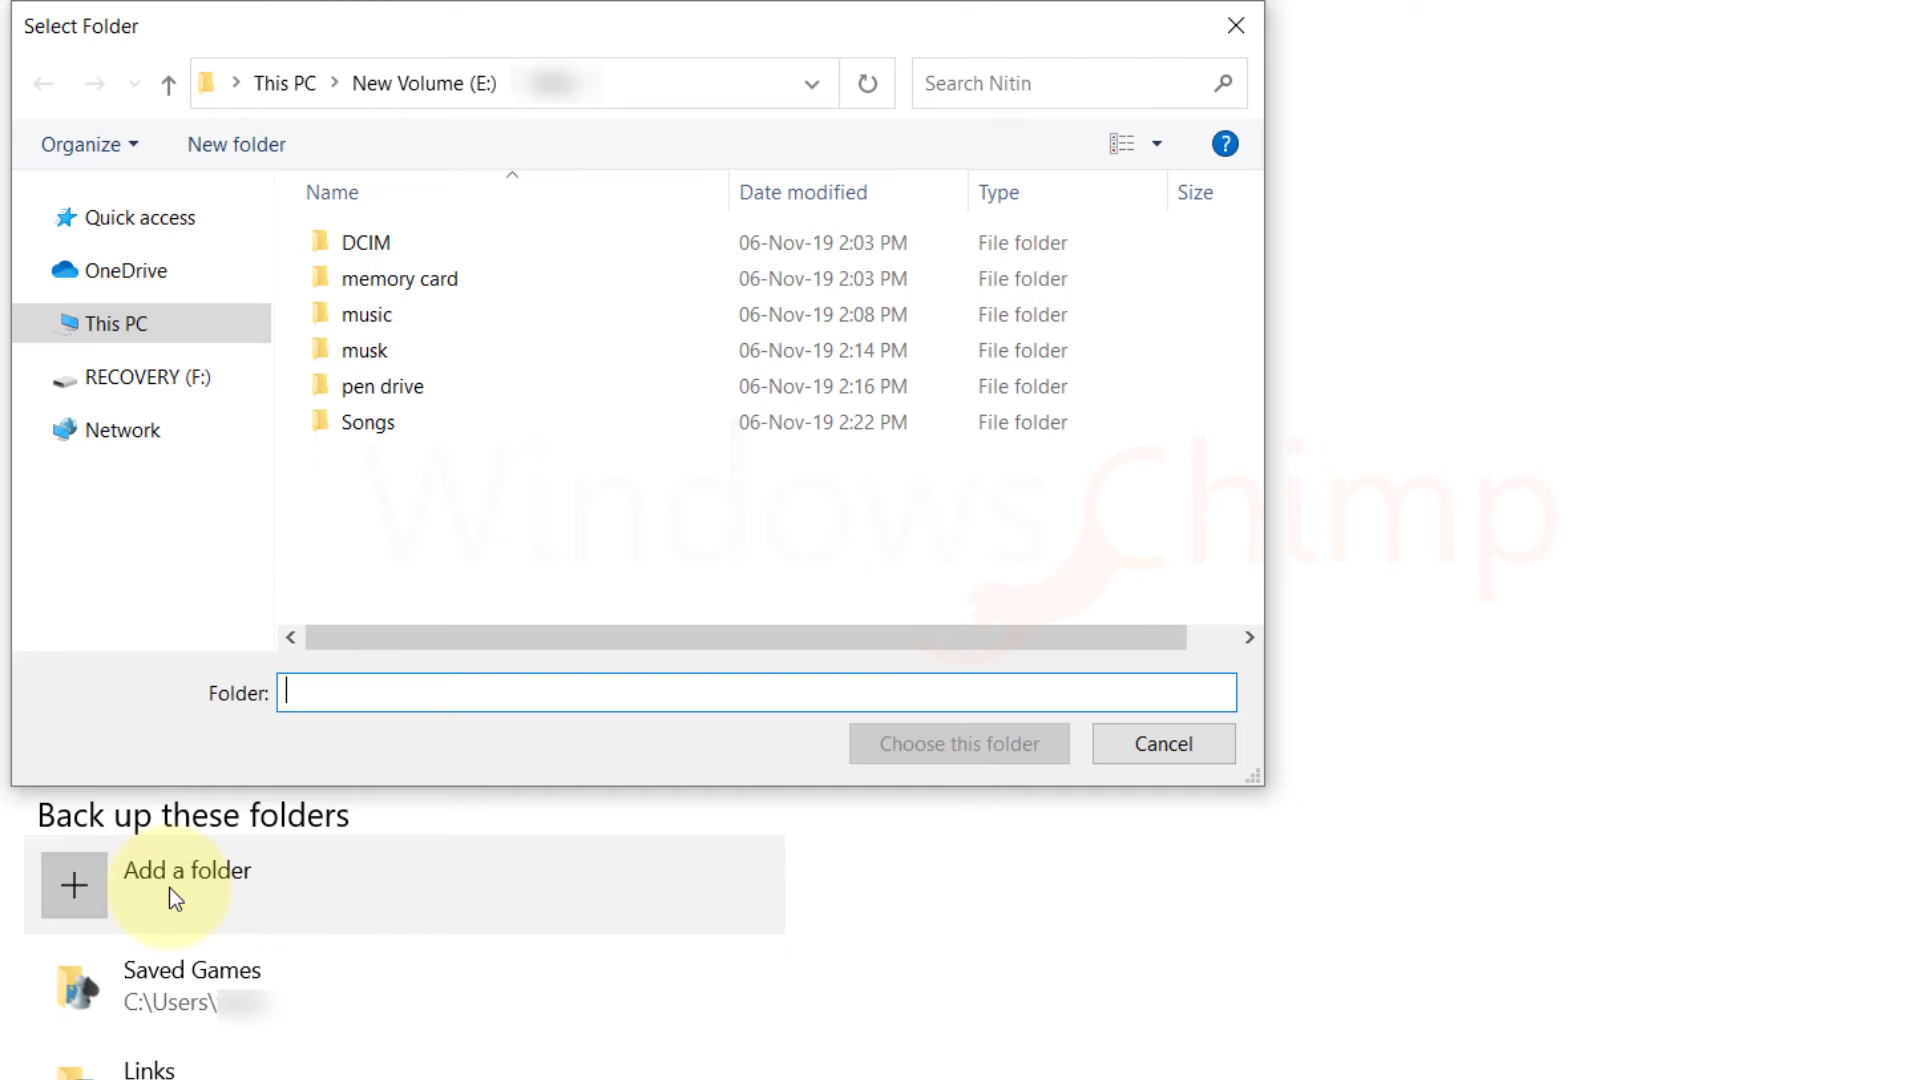 Select Folder
This PC
New Volume (E:)
Search Nitin
Organize
New folder
?
Name
Date modified
Type
Size
Quick access
OneDrive
This PC
RECOVERY (F:)
Network
DCIM 06-Nov-19 2:03 PM File folder
memory card 06-Nov-19 2:03 PM File folder
music 06-Nov-19 2:08 PM File folder
musk 06-Nov-19 2:14 PM File folder
pen drive 06-Nov-19 2:16 PM File folder
Songs 06-Nov-19 2:22 PM File folder
WindowsChimp
Folder:
Choose this folder
Cancel
Back up these folders
Add a folder
Saved Games
C:\Users\
Links